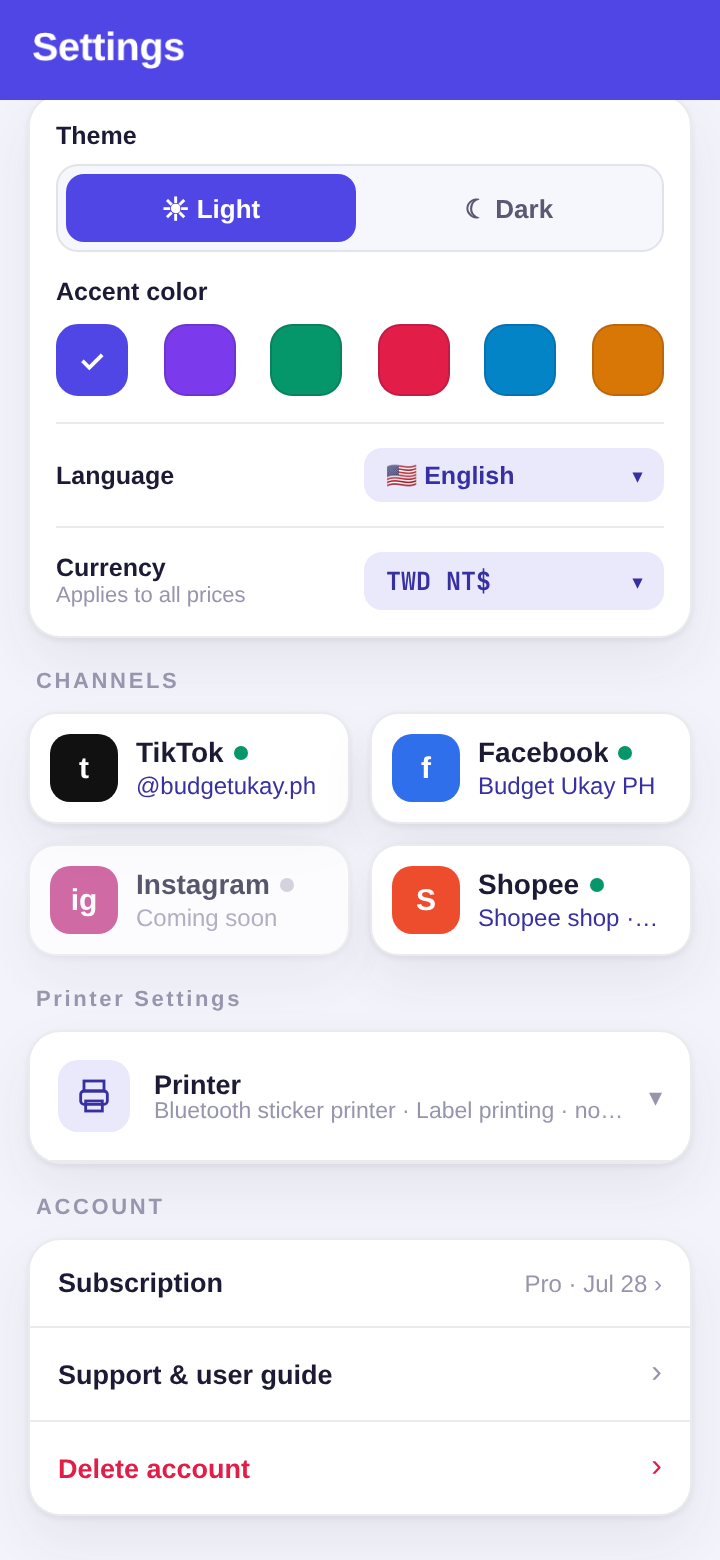 Settings
Theme
☀ Light
☾ Dark
Accent color
Language
🇺🇸 English ▾
Currency
Applies to all prices
TWD NT$ ▾
CHANNELS
t
TikTok
@budgetukay.ph
f
Facebook
Budget Ukay PH
ig
Instagram
Coming soon
S
Shopee
Shopee shop ·…
Printer Settings
Printer
Bluetooth sticker printer · Label printing · no… ▾
ACCOUNT
Subscription
Pro · Jul 28 ›
Support & user guide ›
Delete account ›